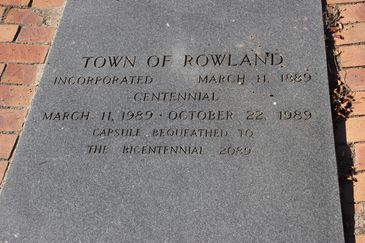 TOWN OF ROWLAND
INCORPORATED MARCH 11, 1889
CENTENNIAL
MARCH 11, 1989 · OCTOBER 22, 1989
CAPSULE BEQUEATHED TO
THE BICENTENNIAL 2089